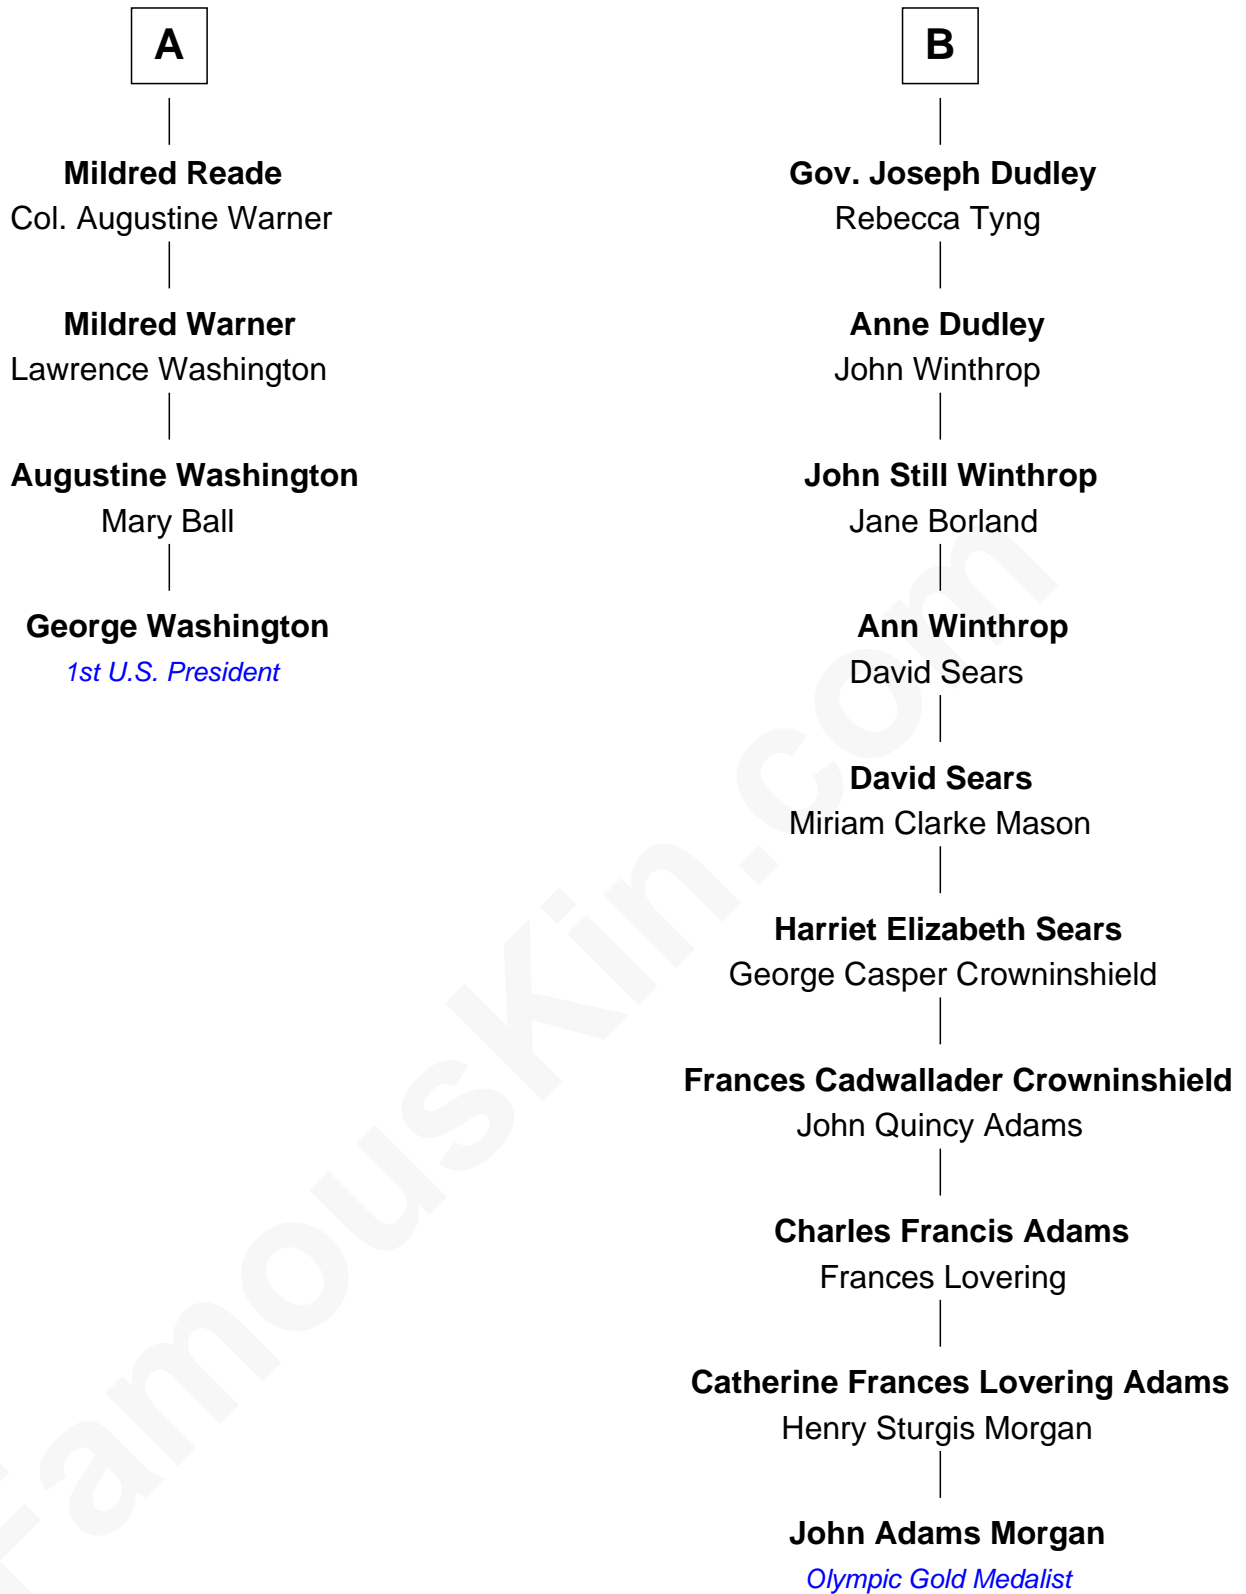 A
Mildred Reade
Col. Augustine Warner
Mildred Warner
Lawrence Washington
Augustine Washington
Mary Ball
George Washington
1st U.S. President
B
Gov. Joseph Dudley
Rebecca Tyng
Anne Dudley
John Winthrop
John Still Winthrop
Jane Borland
Ann Winthrop
David Sears
David Sears
Miriam Clarke Mason
Harriet Elizabeth Sears
George Casper Crowninshield
Frances Cadwallader Crowninshield
John Quincy Adams
Charles Francis Adams
Frances Lovering
Catherine Frances Lovering Adams
Henry Sturgis Morgan
John Adams Morgan
Olympic Gold Medalist
FamousKin.com